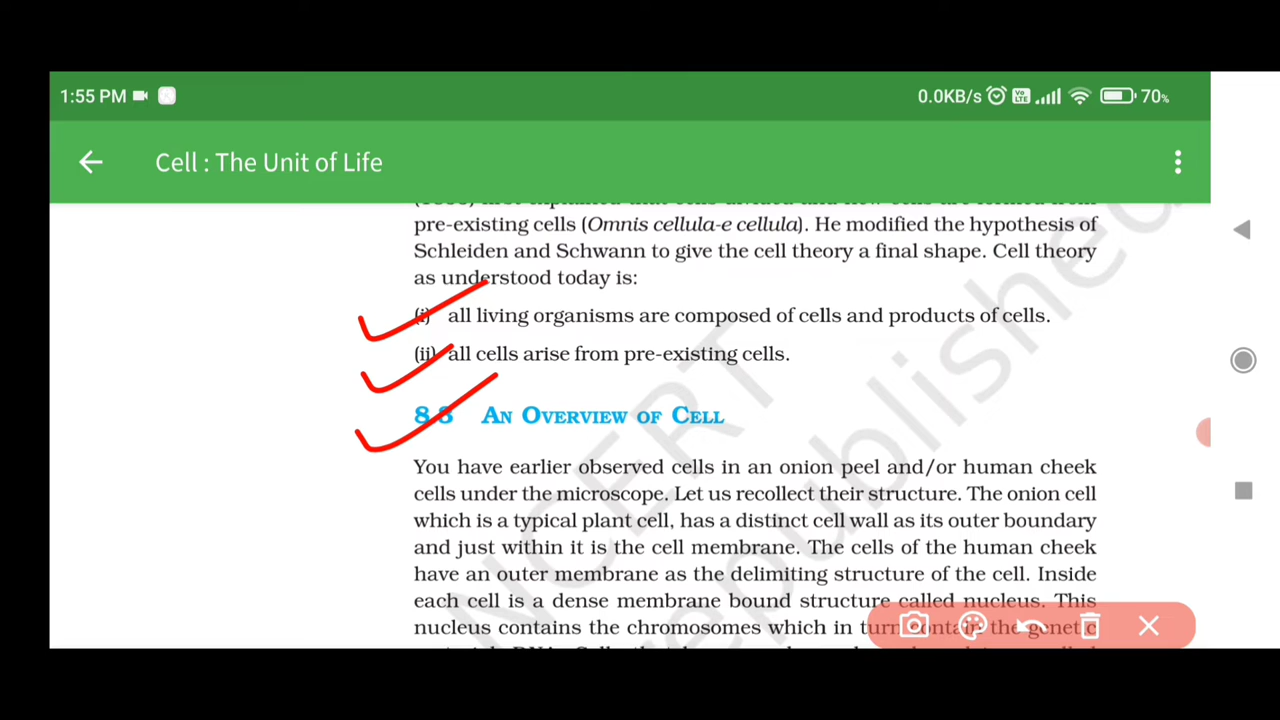 1:55 PM
0.0KB/s Vo LTE 70%
Cell : The Unit of Life
pre-existing cells (Omnis cellula-e cellula). He modified the hypothesis of
Schleiden and Schwann to give the cell theory a final shape. Cell theory
as understood today is:
(i) all living organisms are composed of cells and products of cells.
(ii) all cells arise from pre-existing cells.
8.3 AN OVERVIEW OF CELL
You have earlier observed cells in an onion peel and/or human cheek
cells under the microscope. Let us recollect their structure. The onion cell
which is a typical plant cell, has a distinct cell wall as its outer boundary
and just within it is the cell membrane. The cells of the human cheek
have an outer membrane as the delimiting structure of the cell. Inside
each cell is a dense membrane bound structure called nucleus. This
nucleus contains the chromosomes which in turn contain the genetic
NCERT
republished